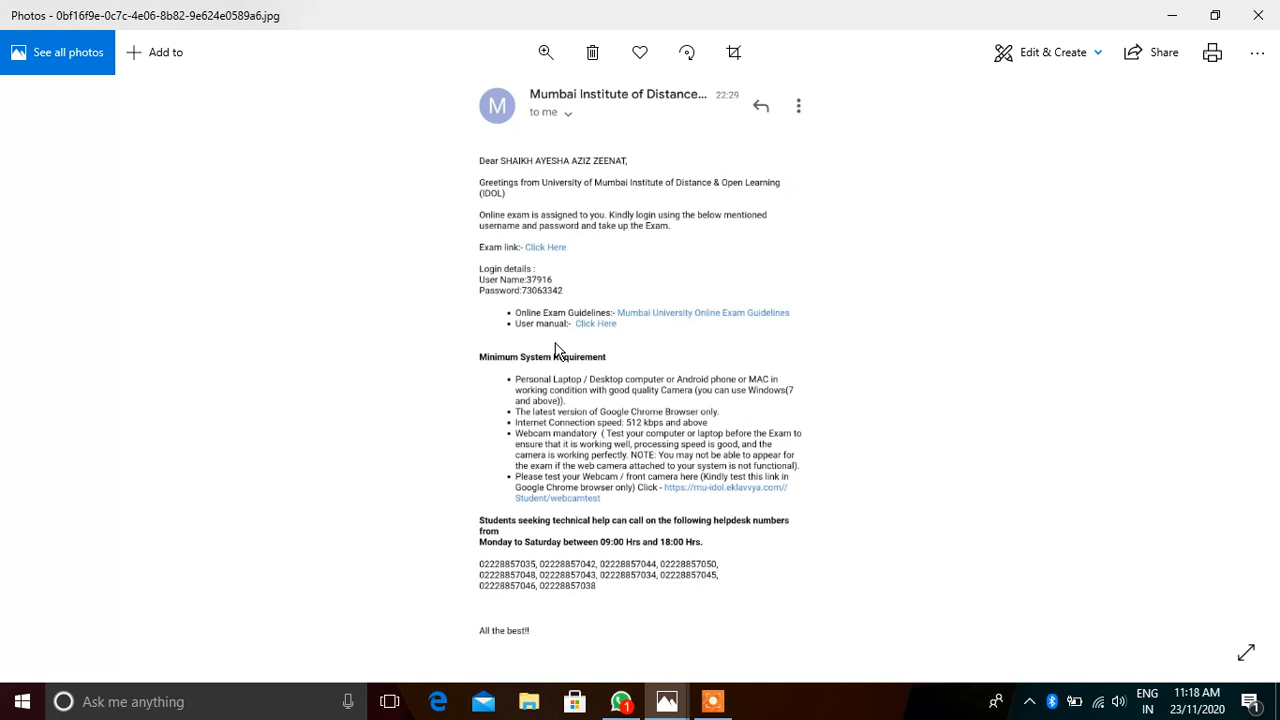 Photos - 0bf16f9e-0c7c-4e06-8b82-9e624e0589a6.jpg
See all photos
Add to
Edit & Create
Share
M
Mumbai Institute of Distance... 22:29
to me
Dear SHAIKH AYESHA AZIZ ZEENAT,
Greetings from University of Mumbai Institute of Distance & Open Learning
(IDOL)
Online exam is assigned to you. Kindly login using the below mentioned
username and password and take up the Exam.
Exam link:- Click Here
Login details :
User Name:37916
Password:73063342
• Online Exam Guidelines:- Mumbai University Online Exam Guidelines
• User manual:- Click Here
Minimum System Requirement
• Personal Laptop / Desktop computer or Android phone or MAC in
working condition with good quality Camera (you can use Windows(7
and above)).
• The latest version of Google Chrome Browser only.
• Internet Connection speed: 512 kbps and above
• Webcam mandatory ( Test your computer or laptop before the Exam to
ensure that it is working well, processing speed is good, and the
camera is working perfectly. NOTE: You may not be able to appear for
the exam if the web camera attached to your system is not functional).
• Please test your Webcam / front camera here (Kindly test this link in
Google Chrome browser only) Click - https://mu-idol.eklavvya.com//
Student/webcamtest
Students seeking technical help can call on the following helpdesk numbers
from
Monday to Saturday between 09:00 Hrs and 18:00 Hrs.
02228857035, 02228857042, 02228857044, 02228857050,
02228857048, 02228857043, 02228857034, 02228857045,
02228857046, 02228857038
All the best!!
Ask me anything
1
ENG
IN
11:18 AM
23/11/2020
1